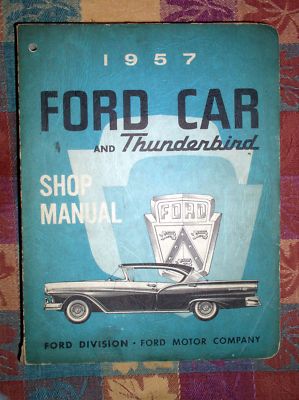 1957
FORD CAR
AND Thunderbird
SHOP
MANUAL
FORD
FORD DIVISION · FORD MOTOR COMPANY